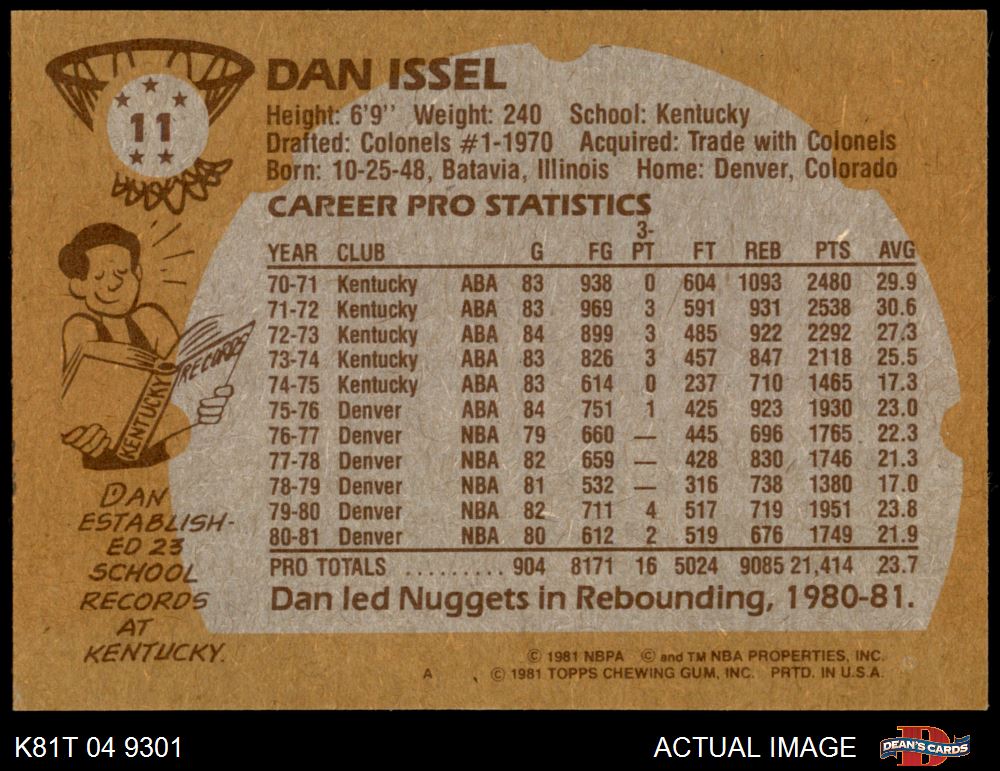 11
DAN ISSEL
Height: 6'9'' Weight: 240 School: Kentucky
Drafted: Colonels #1-1970 Acquired: Trade with Colonels
Born: 10-25-48, Batavia, Illinois Home: Denver, Colorado
CAREER PRO STATISTICS
YEAR CLUB G FG 3-PT FT REB PTS AVG
70-71 Kentucky ABA 83 938 0 604 1093 2480 29.9
71-72 Kentucky ABA 83 969 3 591 931 2538 30.6
72-73 Kentucky ABA 84 899 3 485 922 2292 27.3
73-74 Kentucky ABA 83 826 3 457 847 2118 25.5
74-75 Kentucky ABA 83 614 0 237 710 1465 17.3
75-76 Denver ABA 84 751 1 425 923 1930 23.0
76-77 Denver NBA 79 660 — 445 696 1765 22.3
77-78 Denver NBA 82 659 — 428 830 1746 21.3
78-79 Denver NBA 81 532 — 316 738 1380 17.0
79-80 Denver NBA 82 711 4 517 719 1951 23.8
80-81 Denver NBA 80 612 2 519 676 1749 21.9
PRO TOTALS ......... 904 8171 16 5024 9085 21,414 23.7
Dan led Nuggets in Rebounding, 1980-81.
RECORDS
KENTUCKY
DAN
ESTABLISH-
ED 23
SCHOOL
RECORDS
AT
KENTUCKY.
© 1981 NBPA © and TM NBA PROPERTIES, INC.
A © 1981 TOPPS CHEWING GUM, INC. PRTD. IN U.S.A.
K81T 04 9301
ACTUAL IMAGE
DEAN'S CARDS